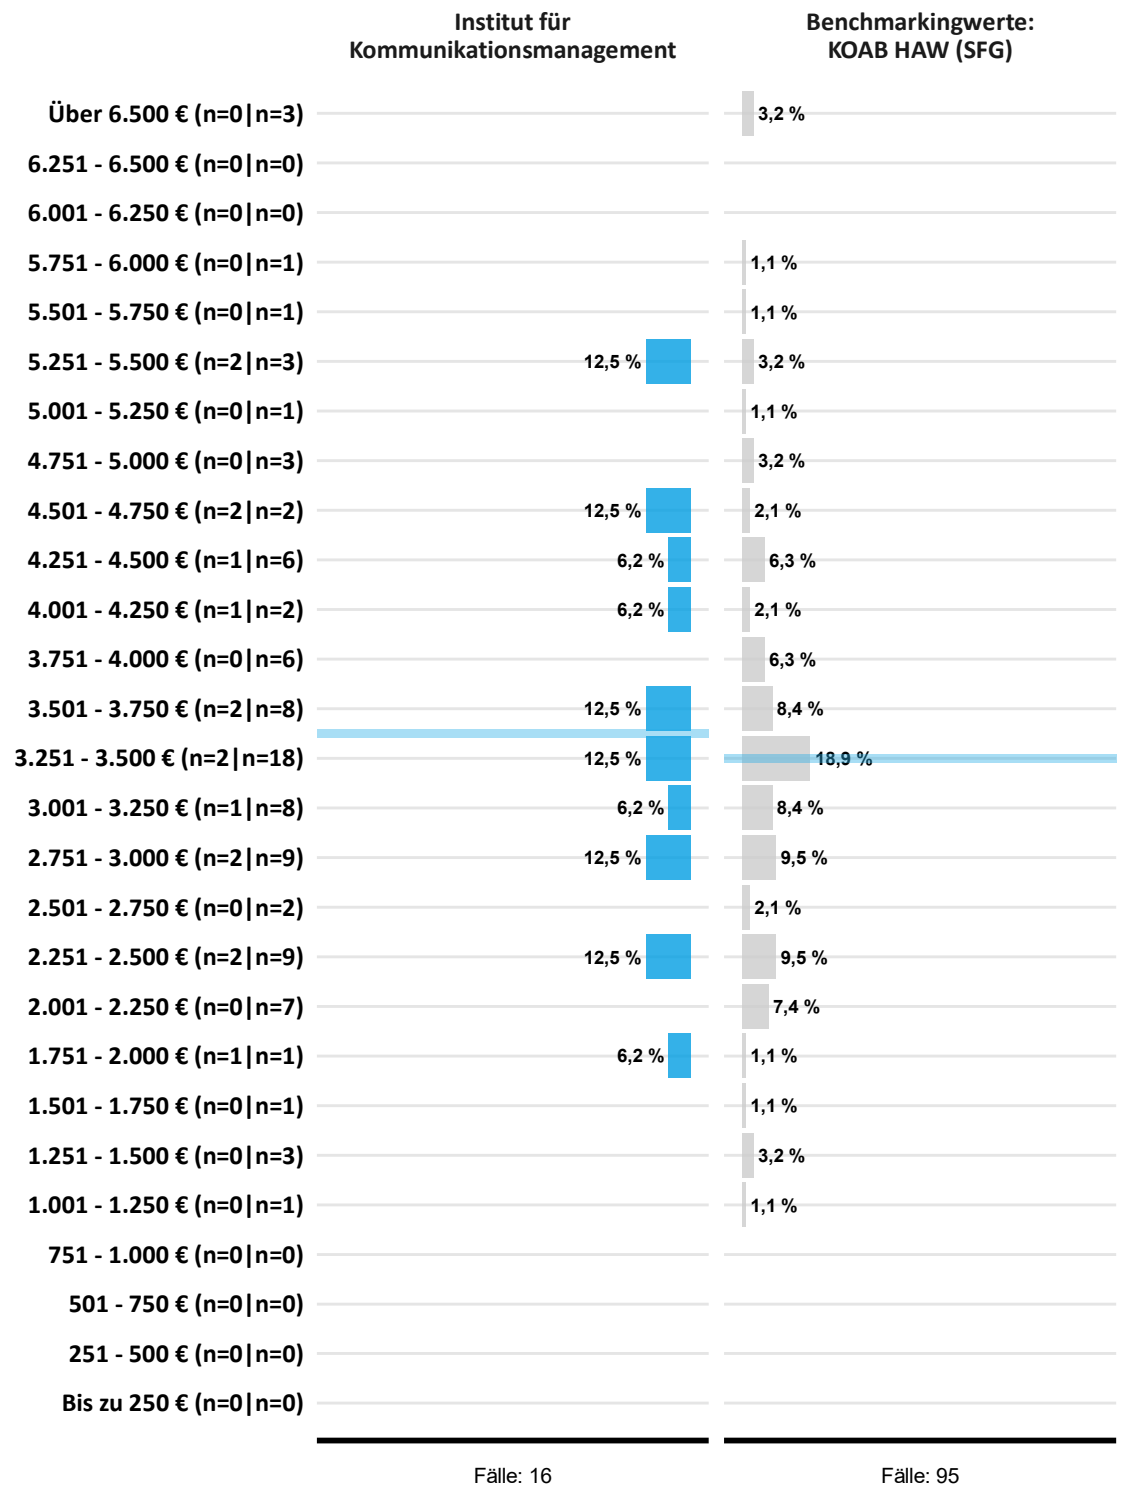 Institut für
Kommunikationsmanagement
Benchmarkingwerte:
KOAB HAW (SFG)
Über 6.500 € (n=0|n=3) 3,2 %
6.251 - 6.500 € (n=0|n=0)
6.001 - 6.250 € (n=0|n=0)
5.751 - 6.000 € (n=0|n=1) 1,1 %
5.501 - 5.750 € (n=0|n=1) 1,1 %
5.251 - 5.500 € (n=2|n=3) 12,5 % 3,2 %
5.001 - 5.250 € (n=0|n=1) 1,1 %
4.751 - 5.000 € (n=0|n=3) 3,2 %
4.501 - 4.750 € (n=2|n=2) 12,5 % 2,1 %
4.251 - 4.500 € (n=1|n=6) 6,2 % 6,3 %
4.001 - 4.250 € (n=1|n=2) 6,2 % 2,1 %
3.751 - 4.000 € (n=0|n=6) 6,3 %
3.501 - 3.750 € (n=2|n=8) 12,5 % 8,4 %
3.251 - 3.500 € (n=2|n=18) 12,5 % 18,9 %
3.001 - 3.250 € (n=1|n=8) 6,2 % 8,4 %
2.751 - 3.000 € (n=2|n=9) 12,5 % 9,5 %
2.501 - 2.750 € (n=0|n=2) 2,1 %
2.251 - 2.500 € (n=2|n=9) 12,5 % 9,5 %
2.001 - 2.250 € (n=0|n=7) 7,4 %
1.751 - 2.000 € (n=1|n=1) 6,2 % 1,1 %
1.501 - 1.750 € (n=0|n=1) 1,1 %
1.251 - 1.500 € (n=0|n=3) 3,2 %
1.001 - 1.250 € (n=0|n=1) 1,1 %
751 - 1.000 € (n=0|n=0)
501 - 750 € (n=0|n=0)
251 - 500 € (n=0|n=0)
Bis zu 250 € (n=0|n=0)
Fälle: 16 Fälle: 95